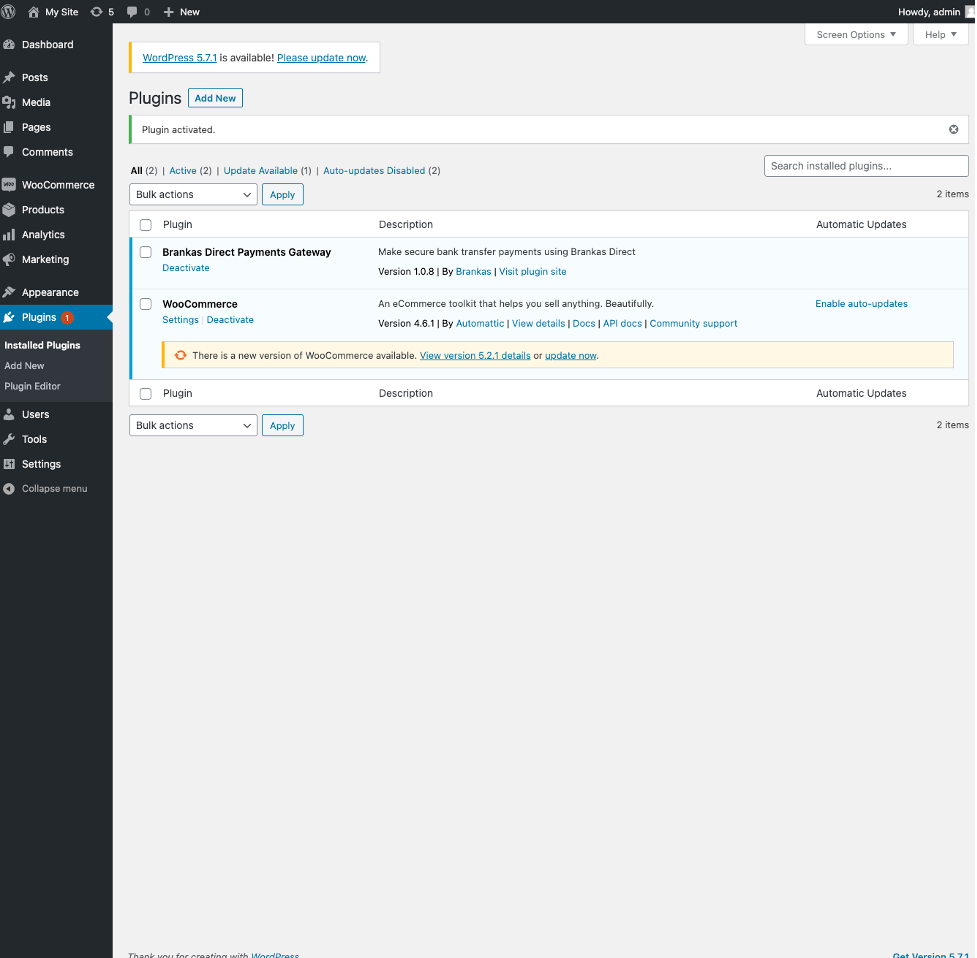 My Site 5 0 New Howdy, admin
Screen Options Help
Dashboard
Posts
Media
Pages
Comments
WooCommerce
Products
Analytics
Marketing
Appearance
Plugins 1
Installed Plugins
Add New
Plugin Editor
Users
Tools
Settings
Collapse menu
WordPress 5.7.1 is available! Please update now.
Plugins Add New
Plugin activated.
All (2) | Active (2) | Update Available (1) | Auto-updates Disabled (2)
Search installed plugins...
Bulk actions Apply 2 items
Plugin Description Automatic Updates
Brankas Direct Payments Gateway Make secure bank transfer payments using Brankas Direct
Deactivate Version 1.0.8 | By Brankas | Visit plugin site
WooCommerce An eCommerce toolkit that helps you sell anything. Beautifully. Enable auto-updates
Settings | Deactivate Version 4.6.1 | By Automattic | View details | Docs | API docs | Community support
There is a new version of WooCommerce available. View version 5.2.1 details or update now.
Plugin Description Automatic Updates
Bulk actions Apply 2 items
Thank you for creating with WordPress Get Version 5.7.1